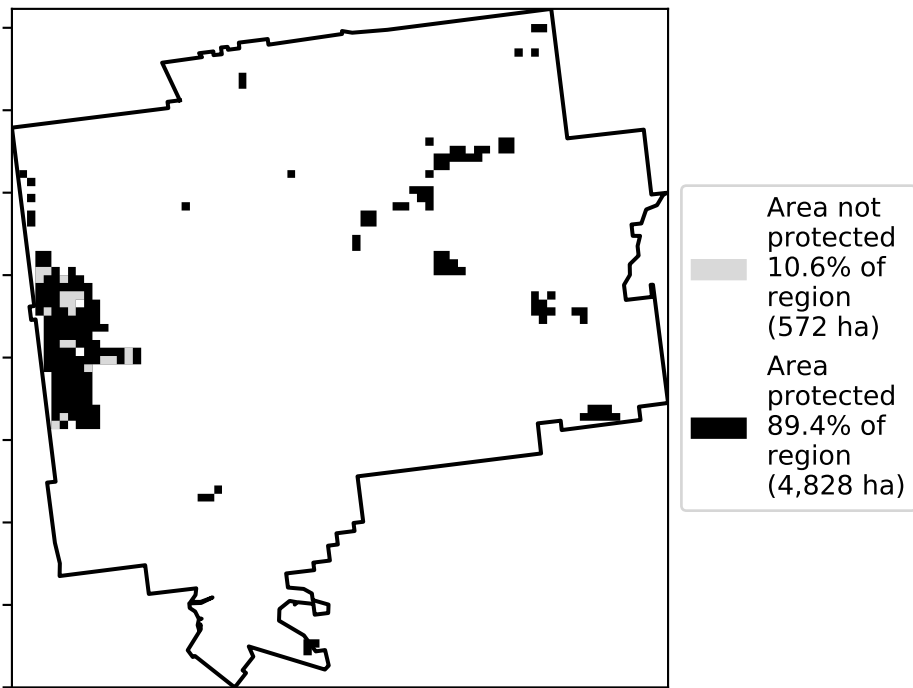 Area not
protected
10.6% of
region
(572 ha)
Area
protected
89.4% of
region
(4,828 ha)